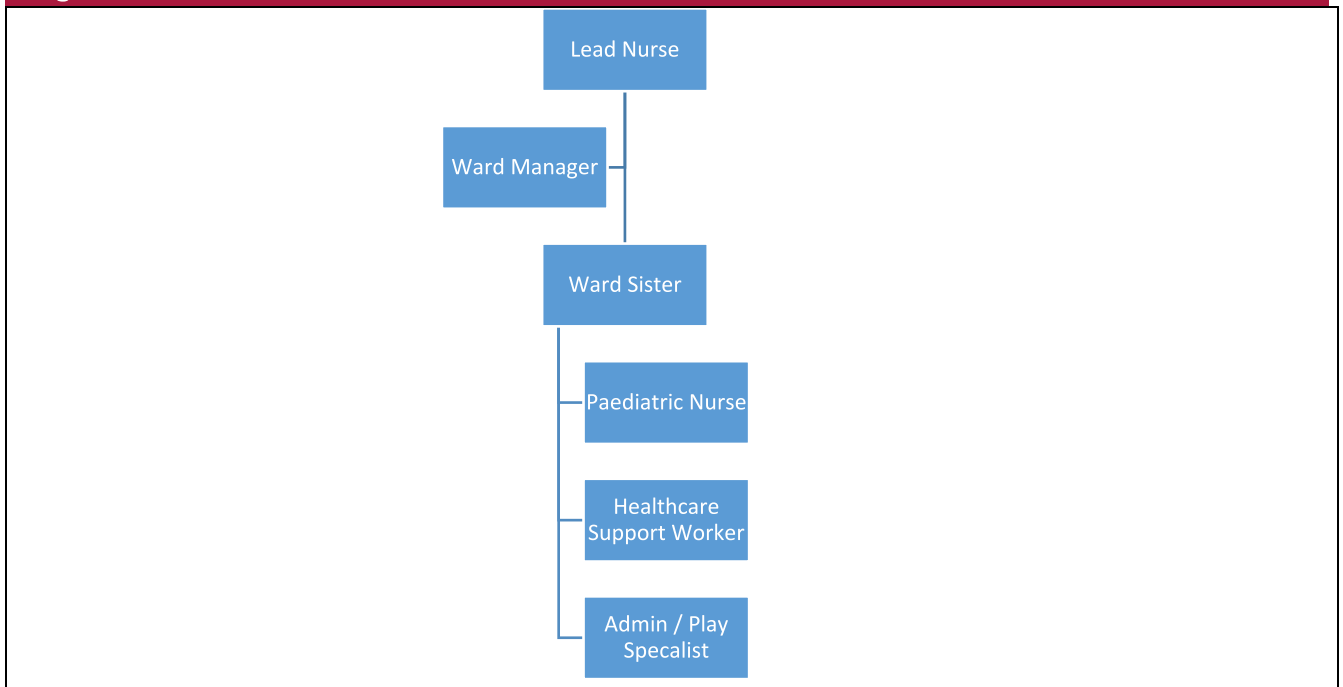 Lead Nurse
Ward Manager
Ward Sister
Paediatric Nurse
Healthcare
Support Worker
Admin / Play
Specalist